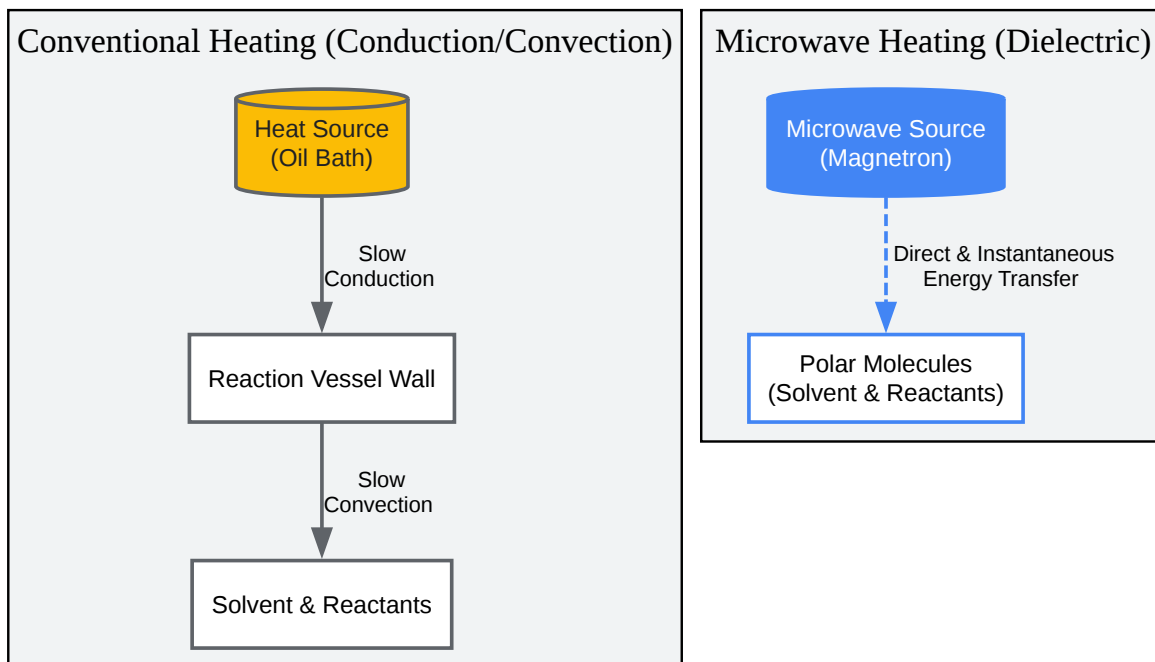 Conventional Heating (Conduction/Convection)
Heat Source
(Oil Bath)
Slow
Conduction
Reaction Vessel Wall
Slow
Convection
Solvent & Reactants
Microwave Heating (Dielectric)
Microwave Source
(Magnetron)
Direct & Instantaneous
Energy Transfer
Polar Molecules
(Solvent & Reactants)